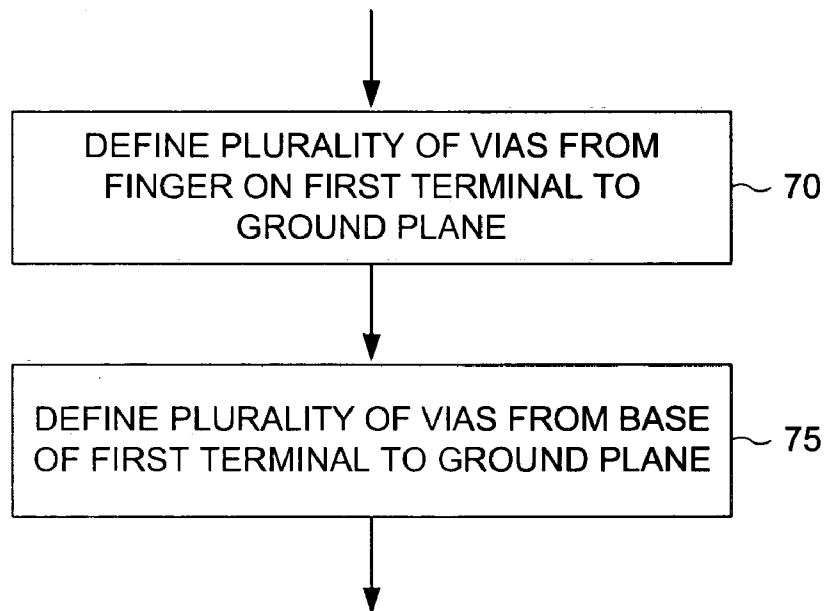 DEFINE PLURALITY OF VIAS FROM
FINGER ON FIRST TERMINAL TO
GROUND PLANE
70
DEFINE PLURALITY OF VIAS FROM BASE
OF FIRST TERMINAL TO GROUND PLANE
75